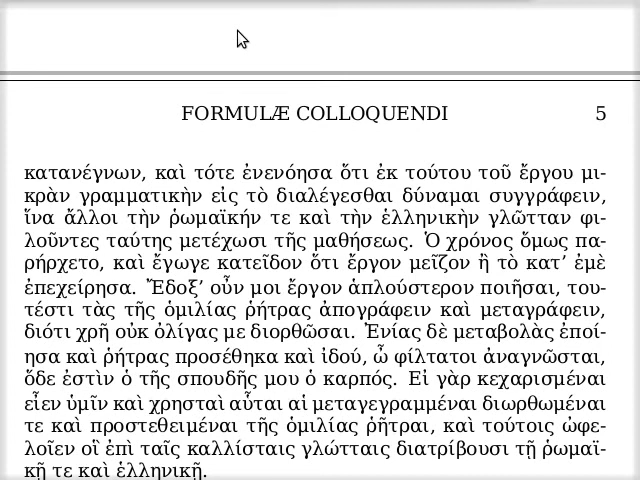 FORMULÆ COLLOQUENDI 5
κατανέγνων, καὶ τότε ἐνενόησα ὅτι ἐκ τούτου τοῦ ἔργου μι-
κρὰν γραμματικὴν εἰς τὸ διαλέγεσθαι δύναμαι συγγράφειν,
ἵνα ἄλλοι τὴν ῥωμαϊκήν τε καὶ τὴν ἑλληνικὴν γλῶτταν φι-
λοῦντες ταύτης μετέχωσι τῆς μαθήσεως. Ὁ χρόνος ὅμως πα-
ρήρχετο, καὶ ἔγωγε κατεῖδον ὅτι ἔργον μεῖζον ἢ τὸ κατ’ ἐμὲ
ἐπεχείρησα. Ἔδοξ’ οὖν μοι ἔργον ἁπλούστερον ποιῆσαι, του-
τέστι τὰς τῆς ὁμιλίας ῥήτρας ἀπογράφειν καὶ μεταγράφειν,
διότι χρῆ οὐκ ὀλίγας με διορθῶσαι. Ἐνίας δὲ μεταβολὰς ἐποί-
ησα καὶ ῥήτρας προσέθηκα καὶ ἰδού, ὦ φίλτατοι ἀναγνῶσται,
ὅδε ἐστὶν ὁ τῆς σπουδῆς μου ὁ καρπός. Εἰ γὰρ κεχαρισμέναι
εἶεν ὑμῖν καὶ χρησταὶ αὗται αἱ μεταγεγραμμέναι διωρθωμέναι
τε καὶ προστεθειμέναι τῆς ὁμιλίας ῥῆτραι, καὶ τούτοις ὠφε-
λοῖεν οἳ ἐπὶ ταῖς καλλίσταις γλώτταις διατρίβουσι τῇ ῥωμαϊ-
κῇ τε καὶ ἑλληνικῇ.